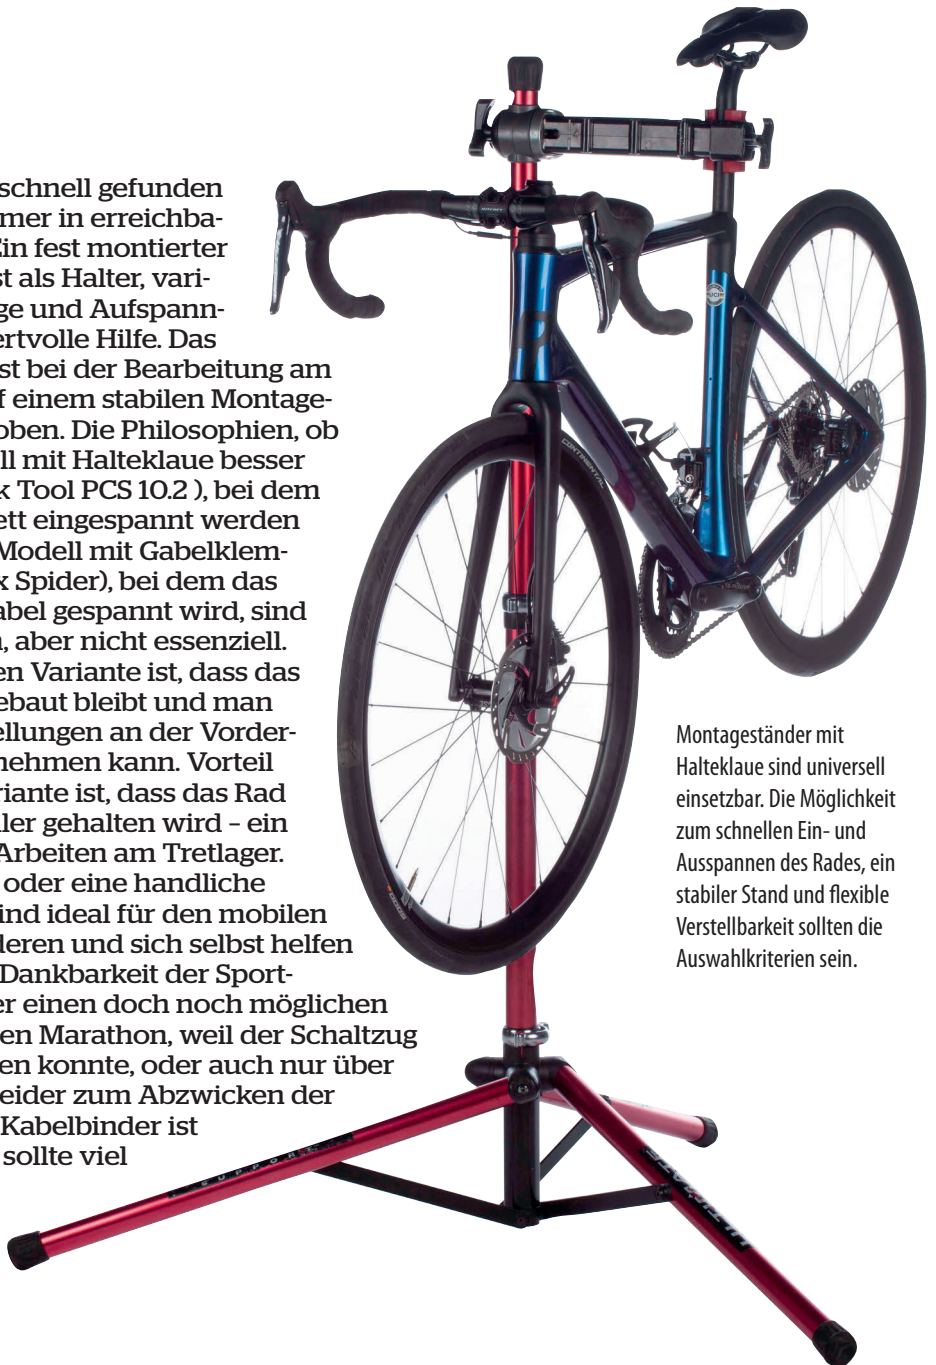 schnell gefunden
mer in erreichba-
Ein fest montierter
st als Halter, vari-
ge und Aufspann-
ertvolle Hilfe. Das
st bei der Bearbeitung am
f einem stabilen Montage-
oben. Die Philosophien, ob
ll mit Halteklaue besser
k Tool PCS 10.2 ), bei dem
ett eingespannt werden
Modell mit Gabelklem-
x Spider), bei dem das
abel gespannt wird, sind
n, aber nicht essenziell.
en Variante ist, dass das
ebaut bleibt und man
ellungen an der Vorder-
nehmen kann. Vorteil
riante ist, dass das Rad
iler gehalten wird – ein
Arbeiten am Tretlager.
oder eine handliche
ind ideal für den mobilen
deren und sich selbst helfen
Dankbarkeit der Sport-
er einen doch noch möglichen
en Marathon, weil der Schaltzug
en konnte, oder auch nur über
eider zum Abzwicken der
Kabelbinder ist
sollte viel
Montageständer mit
Halteklaue sind universell
einsetzbar. Die Möglichkeit
zum schnellen Ein- und
Ausspannen des Rades, ein
stabiler Stand und flexible
Verstellbarkeit sollten die
Auswahlkriterien sein.
CONTINENTAL
SUPPORT
ULTIMATE